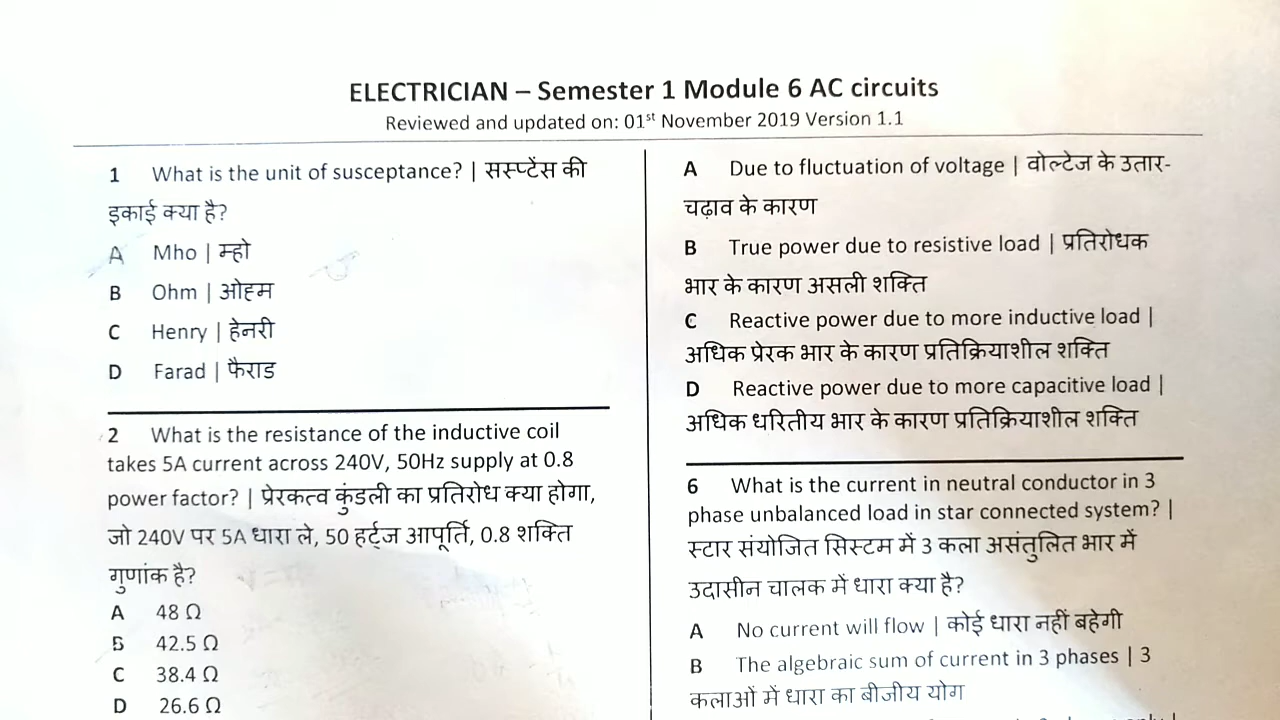 ELECTRICIAN – Semester 1 Module 6 AC circuits
Reviewed and updated on: 01st November 2019 Version 1.1
1 What is the unit of susceptance? | सस्प्टेंस की
इकाई क्या है?
A Mho | म्हो
B Ohm | ओहम
C Henry | हेनरी
D Farad | फैराड
2 What is the resistance of the inductive coil
takes 5A current across 240V, 50Hz supply at 0.8
power factor? | प्रेरकत्व कुंडली का प्रतिरोध क्या होगा,
जो 240V पर 5A धारा ले, 50 हर्ट्ज आपूर्ति, 0.8 शक्ति
गुणांक है?
A 48 Ω
B 42.5 Ω
C 38.4 Ω
D 26.6 Ω
A Due to fluctuation of voltage | वोल्टेज के उतार-
चढ़ाव के कारण
B True power due to resistive load | प्रतिरोधक
भार के कारण असली शक्ति
C Reactive power due to more inductive load |
अधिक प्रेरक भार के कारण प्रतिक्रियाशील शक्ति
D Reactive power due to more capacitive load |
अधिक धरितीय भार के कारण प्रतिक्रियाशील शक्ति
6 What is the current in neutral conductor in 3
phase unbalanced load in star connected system? |
स्टार संयोजित सिस्टम में 3 कला असंतुलित भार में
उदासीन चालक में धारा क्या है?
A No current will flow | कोई धारा नहीं बहेगी
B The algebraic sum of current in 3 phases | 3
कलाओं में धारा का बीजीय योग